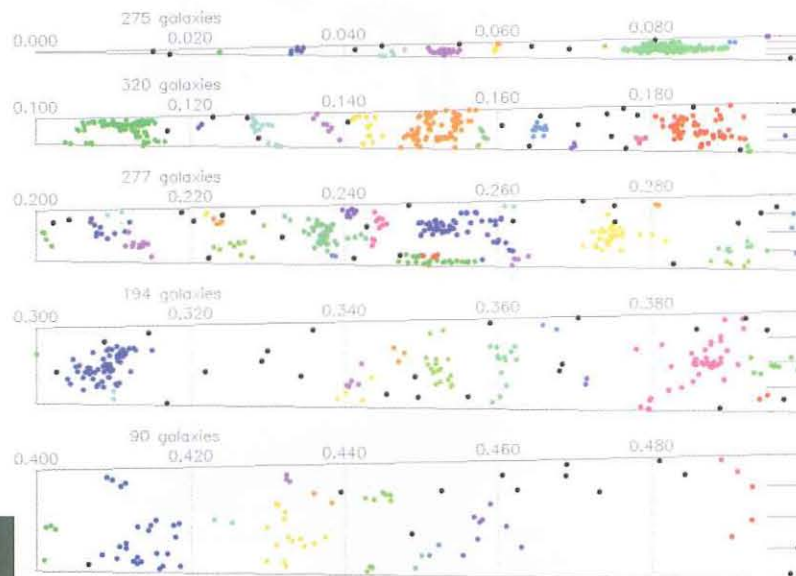 275 galaxies
0.000 0.020 0.040 0.060 0.080
320 galaxies
0.100 0.120 0.140 0.160 0.180
277 galaxies
0.200 0.220 0.240 0.260 0.280
194 galaxies
0.300 0.320 0.340 0.360 0.380
90 galaxies
0.400 0.420 0.440 0.460 0.480